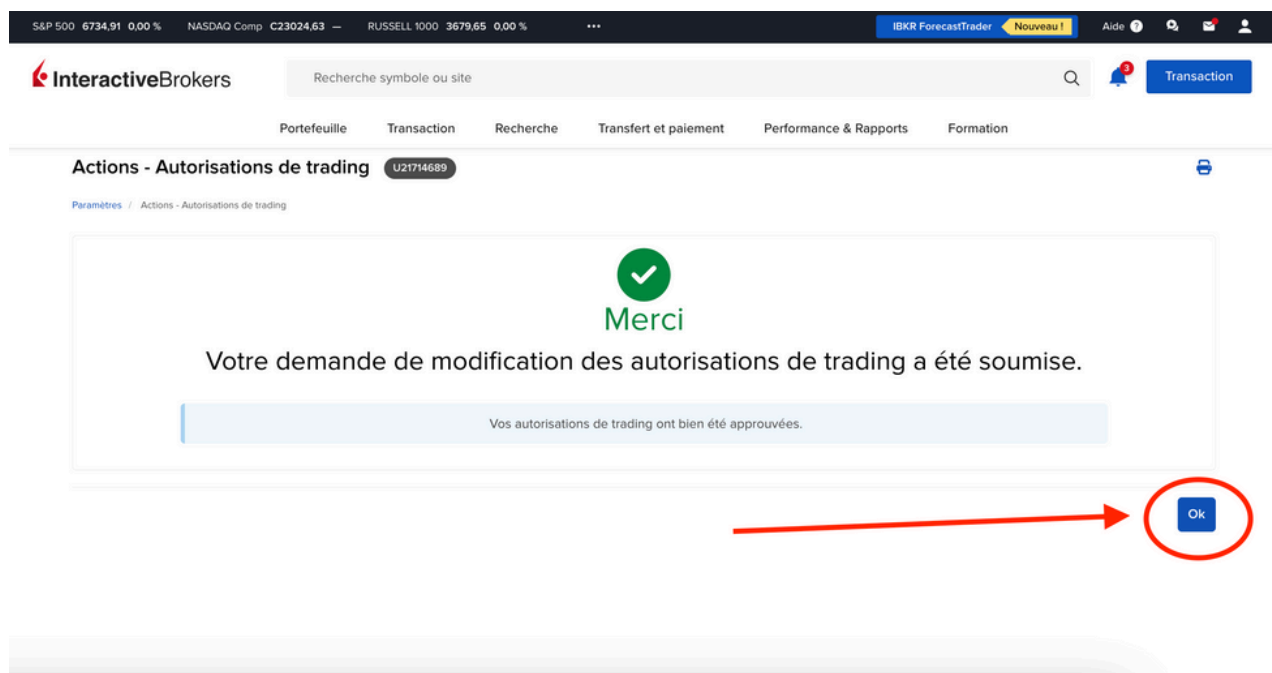 S&P 500 6734,91 0,00 % NASDAQ Comp C23024,63 — RUSSELL 1000 3679,65 0,00 % ••• IBKR ForecastTrader Nouveau ! Aide ?
InteractiveBrokers Recherche symbole ou site 3 Transaction
Portefeuille Transaction Recherche Transfert et paiement Performance & Rapports Formation
Actions - Autorisations de trading U21714689
Paramètres / Actions - Autorisations de trading
Merci
Votre demande de modification des autorisations de trading a été soumise.
Vos autorisations de trading ont bien été approuvées.
Ok